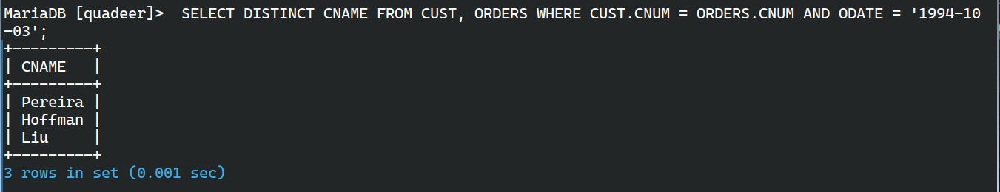 MariaDB [quadeer]>  SELECT DISTINCT CNAME FROM CUST, ORDERS WHERE CUST.CNUM = ORDERS.CNUM AND ODATE = '1994-10
-03';
+---------+
| CNAME   |
+---------+
| Pereira |
| Hoffman |
| Liu     |
+---------+
3 rows in set (0.001 sec)